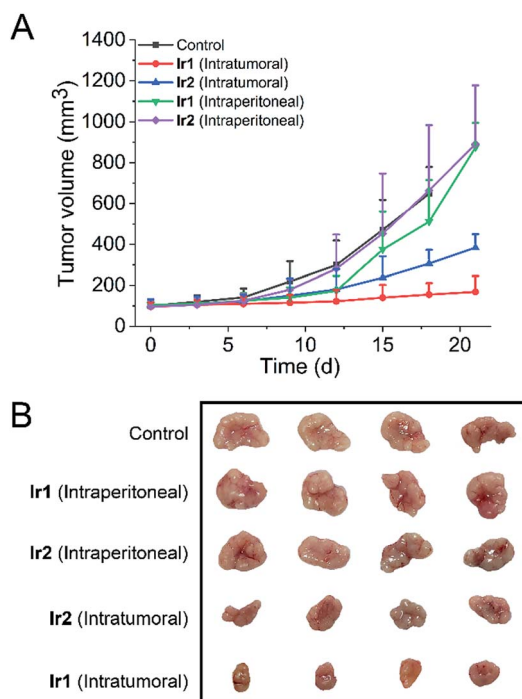 A
Tumor volume (mm³)
1400
1200
1000
800
600
400
200
0
Control
Ir1 (Intratumoral)
Ir2 (Intratumoral)
Ir1 (Intraperitoneal)
Ir2 (Intraperitoneal)
0 5 10 15 20
Time (d)
B
Control
Ir1 (Intraperitoneal)
Ir2 (Intraperitoneal)
Ir2 (Intratumoral)
Ir1 (Intratumoral)